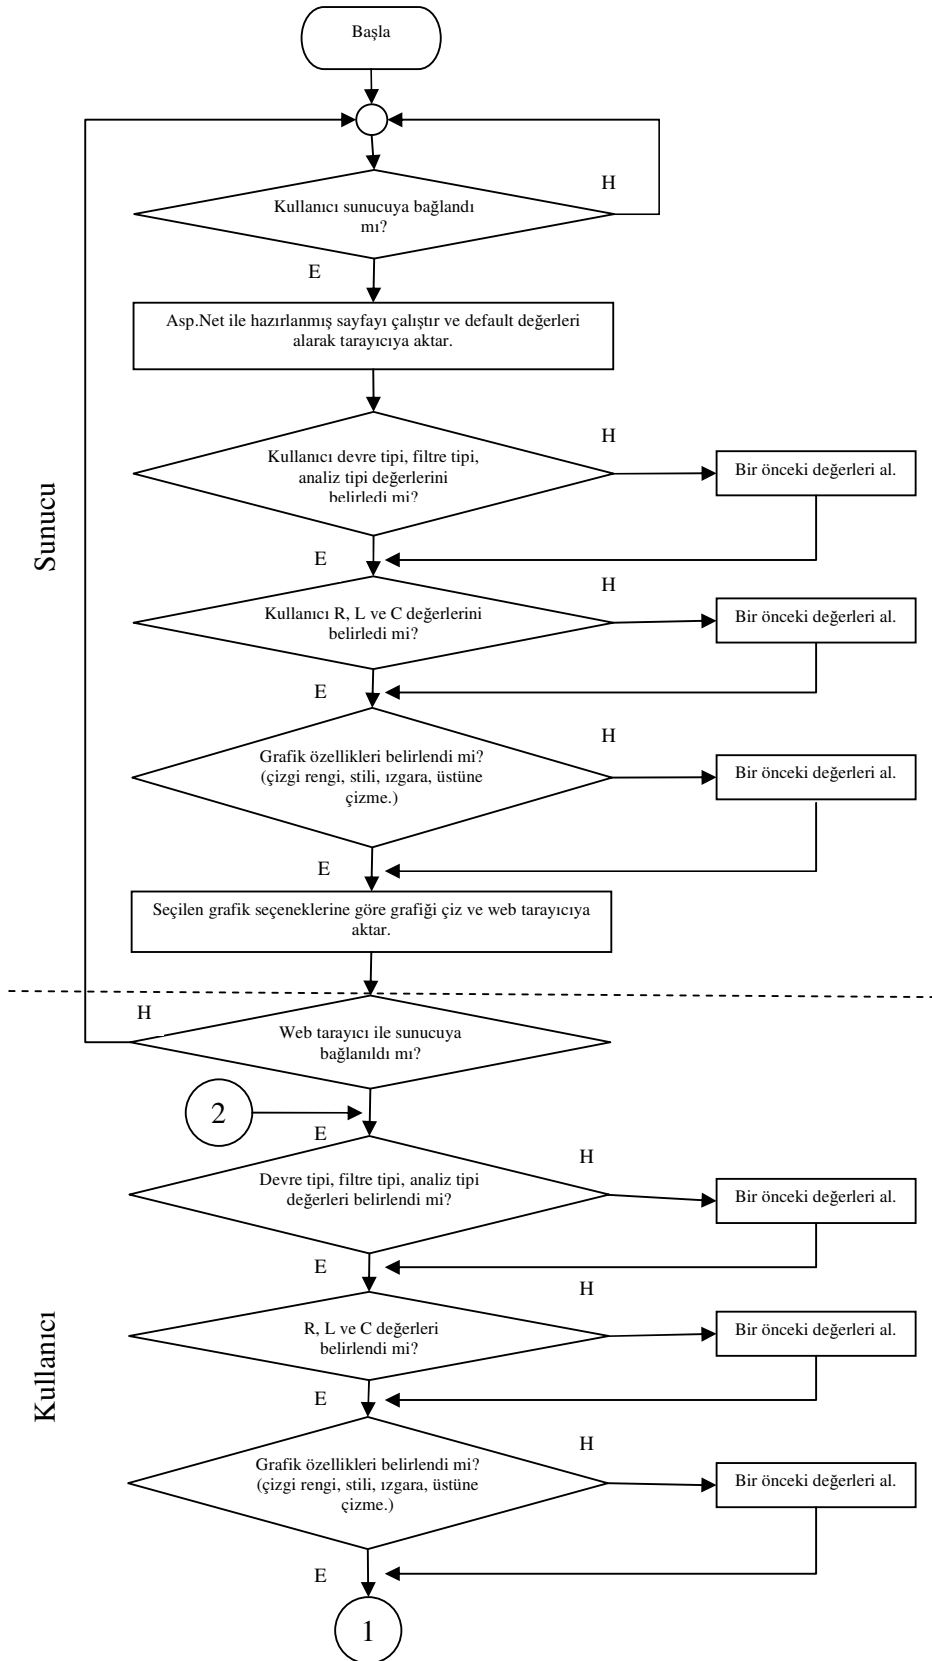 Başla
H
Kullanıcı sunucuya bağlandı
mı?
E
Asp.Net ile hazırlanmış sayfayı çalıştır ve default değerleri
alarak tarayıcıya aktar.
H
Kullanıcı devre tipi, filtre tipi,
analiz tipi değerlerini
belirledi mi?
Bir önceki değerleri al.
E
H
Kullanıcı R, L ve C değerlerini
belirledi mi?
Bir önceki değerleri al.
E
H
Grafik özellikleri belirlendi mi?
(çizgi rengi, stili, ızgara, üstüne
çizme.)
Bir önceki değerleri al.
E
Seçilen grafik seçeneklerine göre grafiği çiz ve web tarayıcıya
aktar.
Sunucu
H
Web tarayıcı ile sunucuya
bağlanıldı mı?
2
E
H
Devre tipi, filtre tipi, analiz tipi
değerleri belirlendi mi?
Bir önceki değerleri al.
E
H
R, L ve C değerleri
belirlendi mi?
Bir önceki değerleri al.
E
H
Grafik özellikleri belirlendi mi?
(çizgi rengi, stili, ızgara, üstüne
çizme.)
Bir önceki değerleri al.
E
1
Kullanıcı